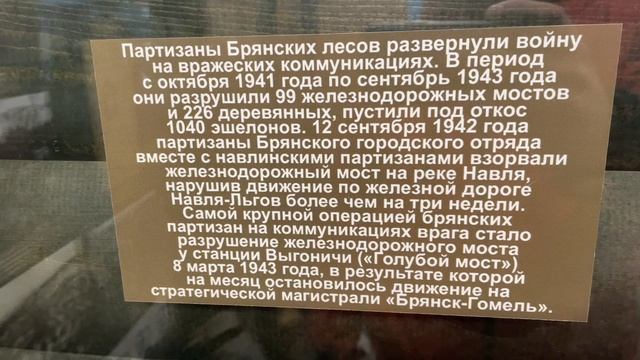 Партизаны Брянских лесов развернули войну
на вражеских коммуникациях. В период
с октября 1941 года по сентябрь 1943 года
они разрушили 99 железнодорожных мостов
и 226 деревянных, пустили под откос
1040 эшелонов. 12 сентября 1942 года
партизаны Брянского городского отряда
вместе с навлинскими партизанами взорвали
железнодорожный мост на реке Навля,
нарушив движение по железной дороге
Навля-Льгов более чем на три недели.
Самой крупной операцией брянских
партизан на коммуникациях врага стало
разрушение железнодорожного моста
у станции Выгоничи («Голубой мост»)
8 марта 1943 года, в результате которой
на месяц остановилось движение на
стратегической магистрали «Брянск-Гомель».